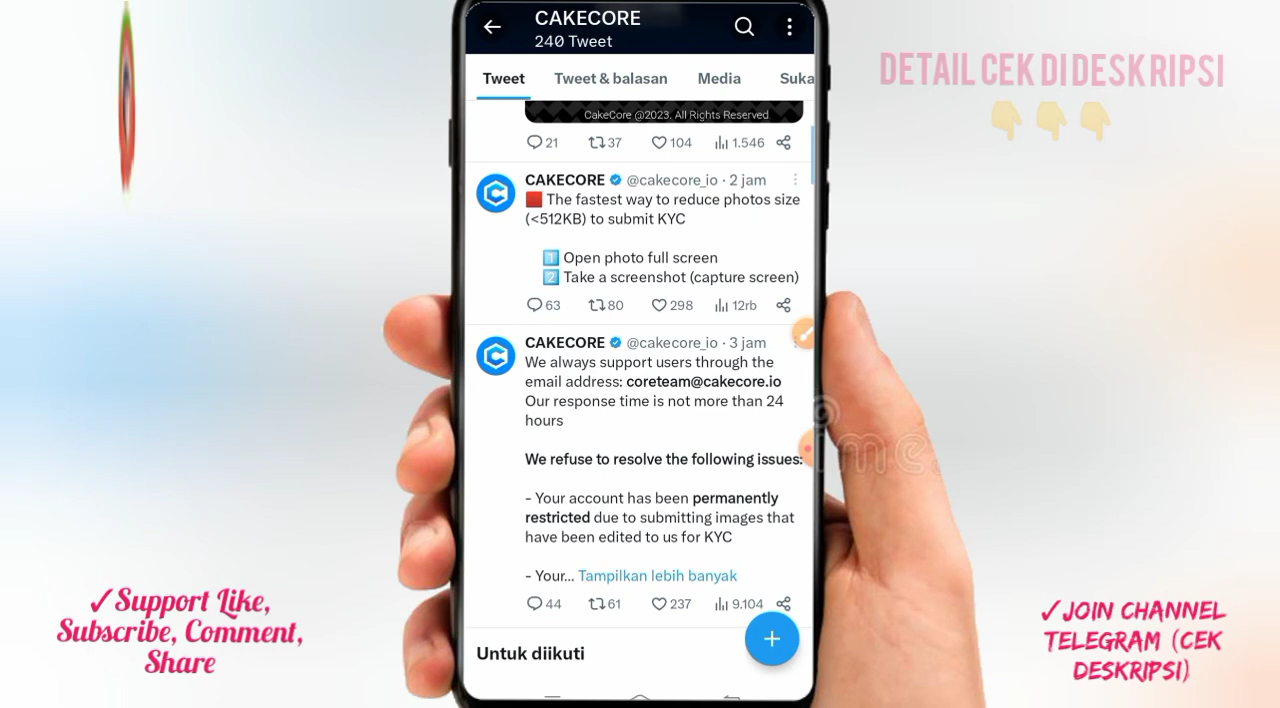 CAKECORE
240 Tweet
Tweet Tweet & balasan Media Suka
CakeCore @2023. All Rights Reserved
21 37 104 1.546
CAKECORE @cakecore_io · 2 jam
🟥 The fastest way to reduce photos size
(<512KB) to submit KYC
1️⃣ Open photo full screen
2️⃣ Take a screenshot (capture screen)
63 80 298 12rb
CAKECORE @cakecore_io · 3 jam
We always support users through the
email address: coreteam@cakecore.io
Our response time is not more than 24
hours
We refuse to resolve the following issues:
- Your account has been permanently
restricted due to submitting images that
have been edited to us for KYC
- Your... Tampilkan lebih banyak
44 61 237 9.104
Untuk diikuti
DETAIL CEK DI DESKRIPSI
👇 👇 👇
✓Support Like,
Subscribe, Comment,
Share
✓JOIN CHANNEL
TELEGRAM (CEK
DESKRIPSI)